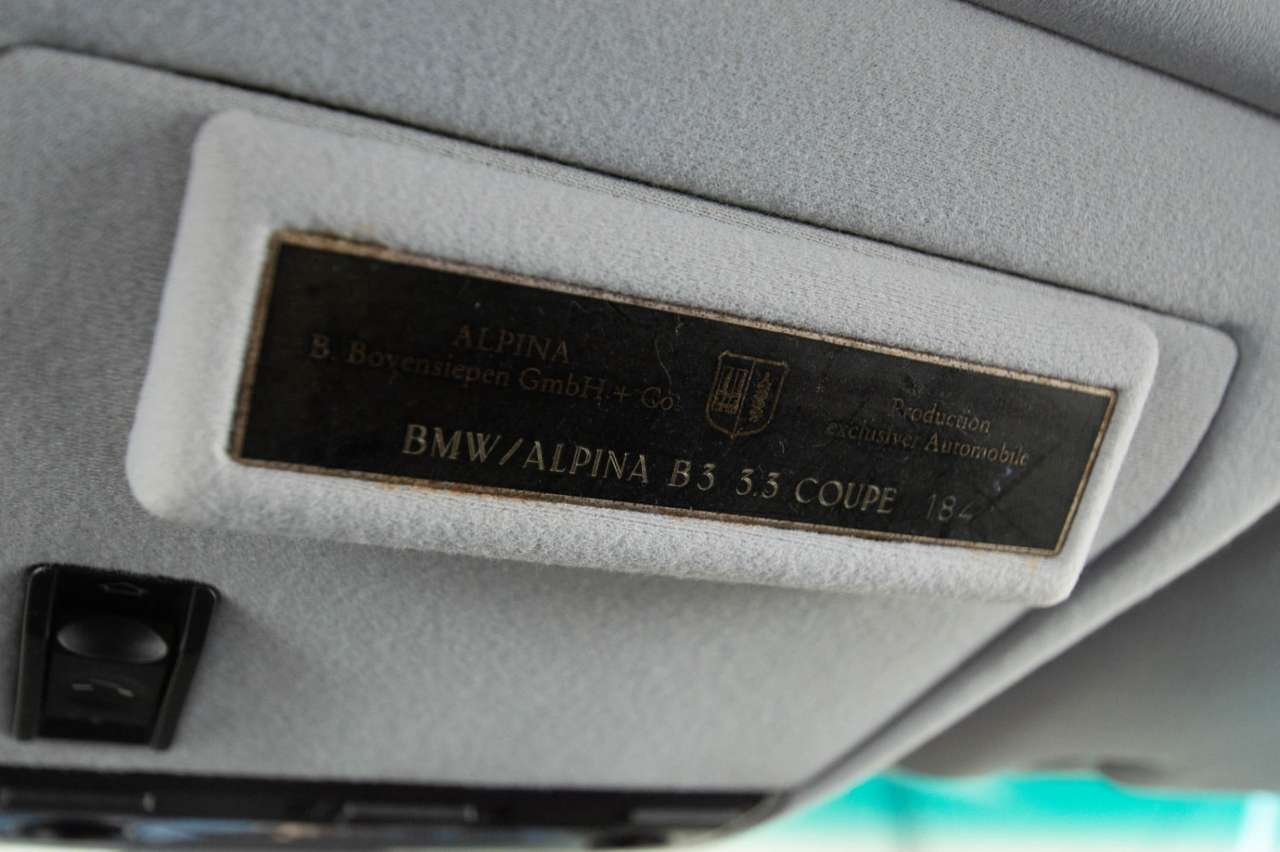 ALPINA
B. Bovensiepen GmbH + Co
Production
exclusiver Automobile
BMW/ALPINA B3 3.3 COUPE 184